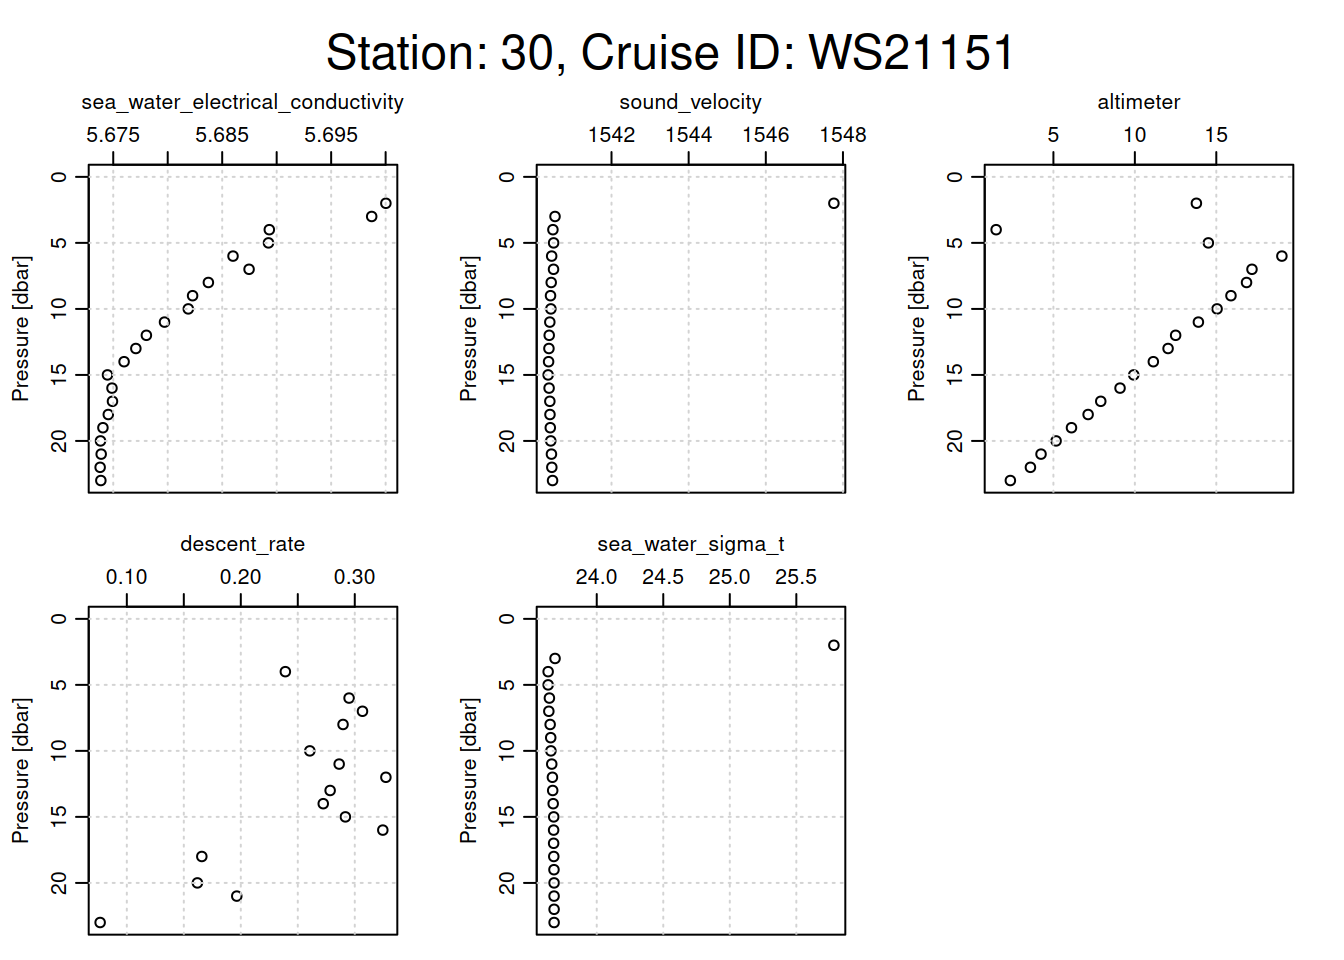 Station: 30, Cruise ID: WS21151
sea_water_electrical_conductivity
5.675 5.685 5.695
Pressure [dbar]
0
5
10
15
20
sound_velocity
1542 1544 1546 1548
Pressure [dbar]
0
5
10
15
20
altimeter
5 10 15
Pressure [dbar]
0
5
10
15
20
descent_rate
0.10 0.20 0.30
Pressure [dbar]
0
5
10
15
20
sea_water_sigma_t
24.0 24.5 25.0 25.5
Pressure [dbar]
0
5
10
15
20